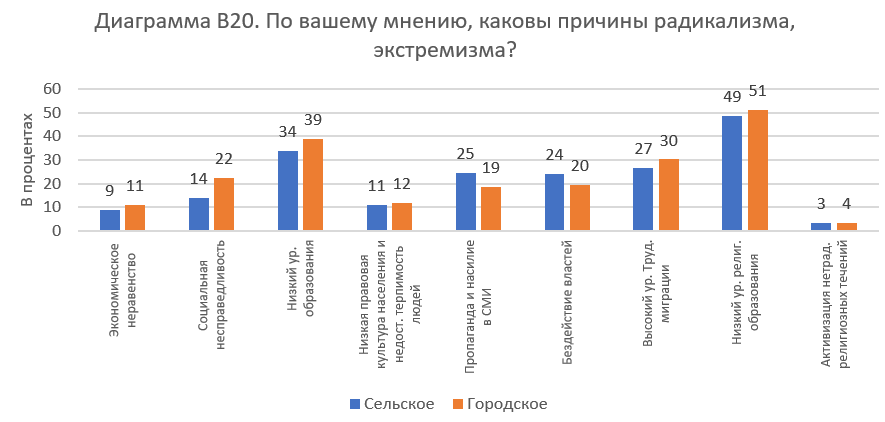 Диаграмма В20. По вашему мнению, каковы причины радикализма,
экстремизма?
В процентах
60
50
40
30
20
10
0
9
11
14
22
34
39
11
12
25
19
24
20
27
30
49
51
3
4
Экономическое
неравенство
Социальная
несправедливость
Низкий ур.
образования
Низкая правовая
культура населения и
недост. терпимость
людей
Пропаганда и насилие
в СМИ
Бездействие властей
Высокий ур. Труд.
миграции
Низкий ур. религ.
образования
Активизация нетрад.
религиозных течений
Сельское
Городское